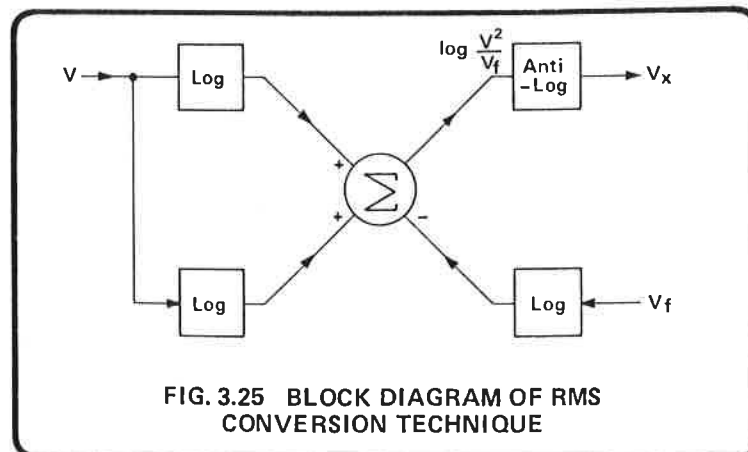 log V²/Vf
V
Log
Anti
-Log
Vx
+
Σ
+
-
Log
Log
Vf
FIG. 3.25 BLOCK DIAGRAM OF RMS
CONVERSION TECHNIQUE